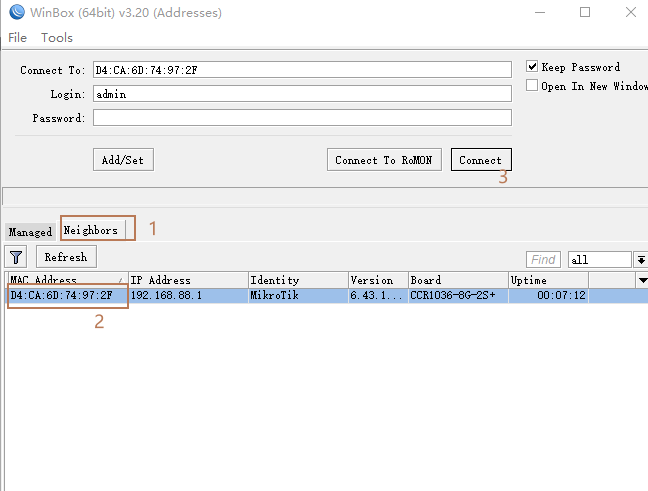 WinBox (64bit) v3.20 (Addresses)
File Tools
Connect To: D4:CA:6D:74:97:2F Keep Password
Login: admin Open In New Window
Password:
Add/Set Connect To RoMON Connect
3
Managed Neighbors 1
Refresh Find all
MAC Address IP Address Identity Version Board Uptime
D4:CA:6D:74:97:2F 192.168.88.1 MikroTik 6.43.1... CCR1036-8G-2S+ 00:07:12
2